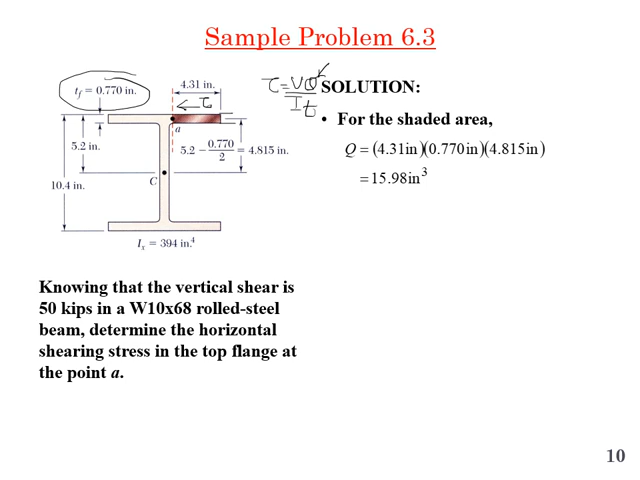 Sample Problem 6.3
t_f = 0.770 in.
4.31 in.
τ = VQ
It
← τ
a
5.2 in.
5.2 − 0.770/2 = 4.815 in.
10.4 in.
C
I_x = 394 in.⁴
SOLUTION:
• For the shaded area,
Q = (4.31in)(0.770in)(4.815in)
= 15.98in³
Knowing that the vertical shear is
50 kips in a W10x68 rolled-steel
beam, determine the horizontal
shearing stress in the top flange at
the point a.
10